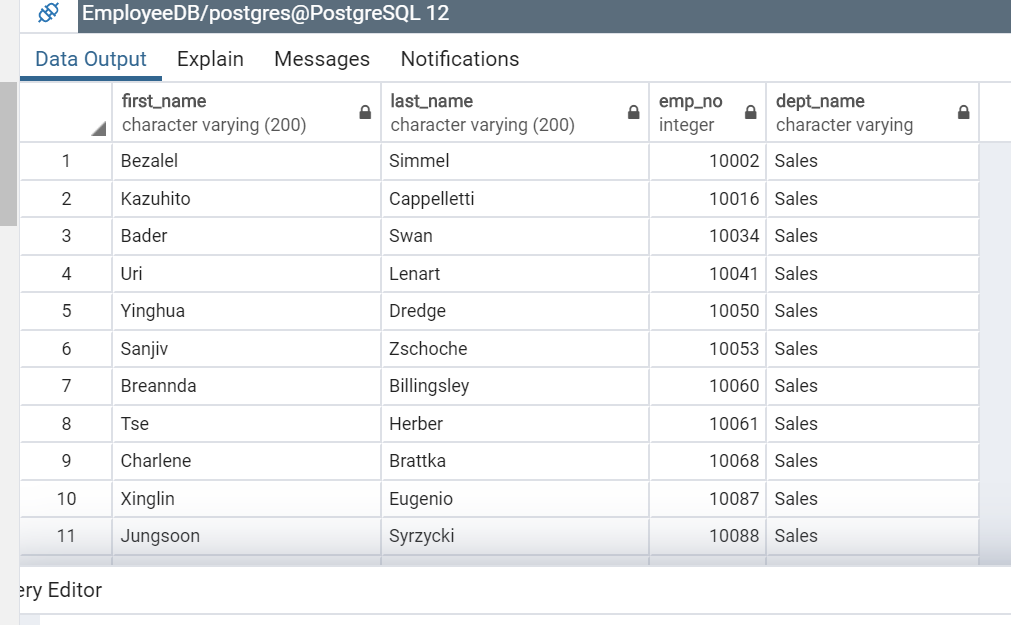 EmployeeDB/postgres@PostgreSQL 12
Data Output Explain Messages Notifications
first_name last_name emp_no dept_name
character varying (200) character varying (200) integer character varying
1 Bezalel Simmel 10002 Sales
2 Kazuhito Cappelletti 10016 Sales
3 Bader Swan 10034 Sales
4 Uri Lenart 10041 Sales
5 Yinghua Dredge 10050 Sales
6 Sanjiv Zschoche 10053 Sales
7 Breannda Billingsley 10060 Sales
8 Tse Herber 10061 Sales
9 Charlene Brattka 10068 Sales
10 Xinglin Eugenio 10087 Sales
11 Jungsoon Syrzycki 10088 Sales
ery Editor